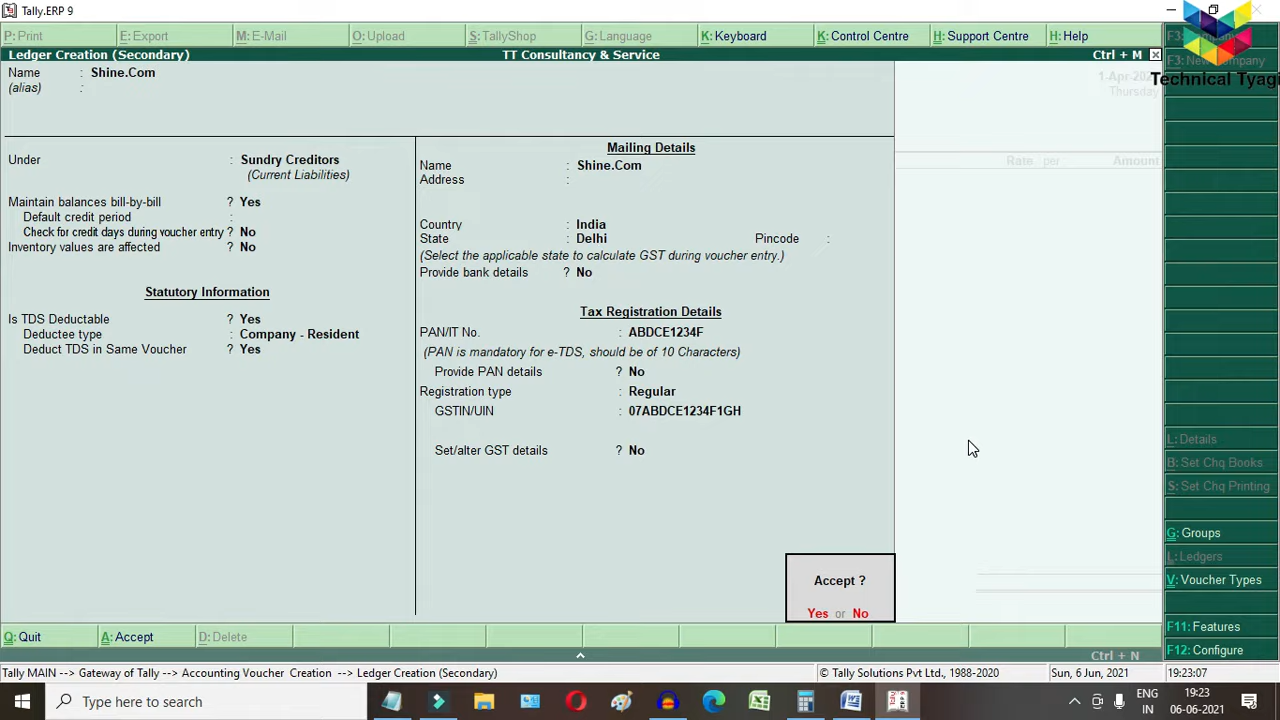 Tally.ERP 9
P: Print E: Export M: E-Mail O: Upload S: TallyShop G: Language K: Keyboard K: Control Centre H: Support Centre H: Help
Ledger Creation (Secondary) TT Consultancy & Service Ctrl + M
F3: New Company
Technical Tyagi
Name : Shine.Com
(alias) :
Thursday
Rate per Amount
Under : Sundry Creditors
(Current Liabilities)
Maintain balances bill-by-bill ? Yes
Default credit period :
Check for credit days during voucher entry ? No
Inventory values are affected ? No
Statutory Information
Is TDS Deductable ? Yes
Deductee type : Company - Resident
Deduct TDS in Same Voucher ? Yes
Mailing Details
Name : Shine.Com
Address :
Country : India
State : Delhi Pincode :
(Select the applicable state to calculate GST during voucher entry.)
Provide bank details ? No
Tax Registration Details
PAN/IT No. : ABDCE1234F
(PAN is mandatory for e-TDS, should be of 10 Characters)
Provide PAN details ? No
Registration type : Regular
GSTIN/UIN : 07ABDCE1234F1GH
Set/alter GST details ? No
L: Details
B: Set Chq Books
S: Set Chq Printing
G: Groups
L: Ledgers
V: Voucher Types
F11: Features
F12: Configure
Accept ?
Yes or No
Q: Quit A: Accept D: Delete
Ctrl + N
Tally MAIN --> Gateway of Tally --> Accounting Voucher Creation --> Ledger Creation (Secondary) © Tally Solutions Pvt Ltd., 1988-2020 Sun, 6 Jun, 2021 19:23:07
Type here to search
ENG
IN
19:23
06-06-2021